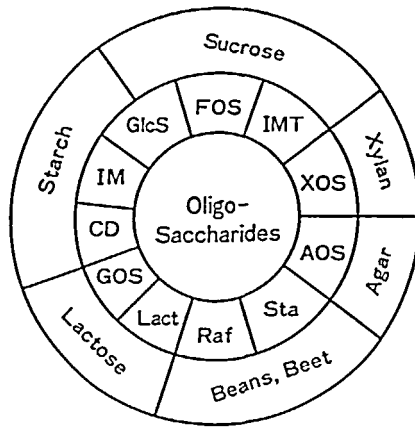 Sucrose
Xylan
Agar
Beans, Beet
Lactose
Starch
FOS
IMT
XOS
AOS
Sta
Raf
Lact
GOS
CD
IM
GlcS
Oligo-
Saccharides